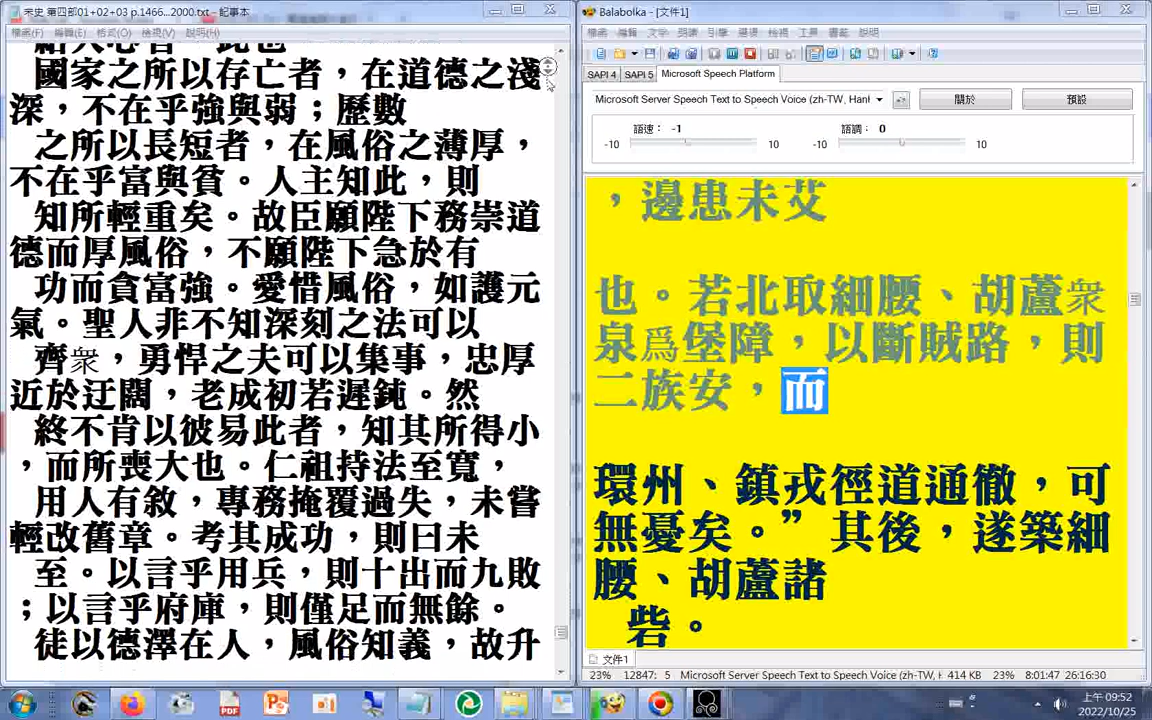 宋史 第四部01+02+03 p.1466...2000.txt - 記事本
檔案(F) 編輯(E) 格式(O) 檢視(V) 說明(H)
國家之所以存亡者，在道德之淺
深，不在乎強與弱；歷數
之所以長短者，在風俗之薄厚，
不在乎富與貧。人主知此，則
知所輕重矣。故臣願陛下務崇道
德而厚風俗，不願陛下急於有
功而貪富強。愛惜風俗，如護元
氣。聖人非不知深刻之法可以
齊衆，勇悍之夫可以集事，忠厚
近於迂闊，老成初若遲鈍。然
終不肯以彼易此者，知其所得小
，而所喪大也。仁祖持法至寬，
用人有敘，專務掩覆過失，未嘗
輕改舊章。考其成功，則曰未
至。以言乎用兵，則十出而九敗
；以言乎府庫，則僅足而無餘。
徒以德澤在人，風俗知義，故升
Balabolka - [文件1]
檔案 編輯 文字 朗讀 書籤 說明
SAPI 4 SAPI 5 Microsoft Speech Platform
Microsoft Server Speech Text to Speech Voice (zh-TW, Hanl
關於 預設
語速： -1 語調： 0
-10 10 -10 10
，邊患未艾
也。若北取細腰、胡蘆衆
泉爲堡障，以斷賊路，則
二族安，而
環州、鎮戎徑道通徹，可
無憂矣。”其後，遂築細
腰、胡蘆諸
砦。
文件1
23% 12847: 5 Microsoft Server Speech Text to Speech Voice (zh-TW, H 414 KB 23% 8:01:47 26:16:30
PDF
上午 09:52
2022/10/25